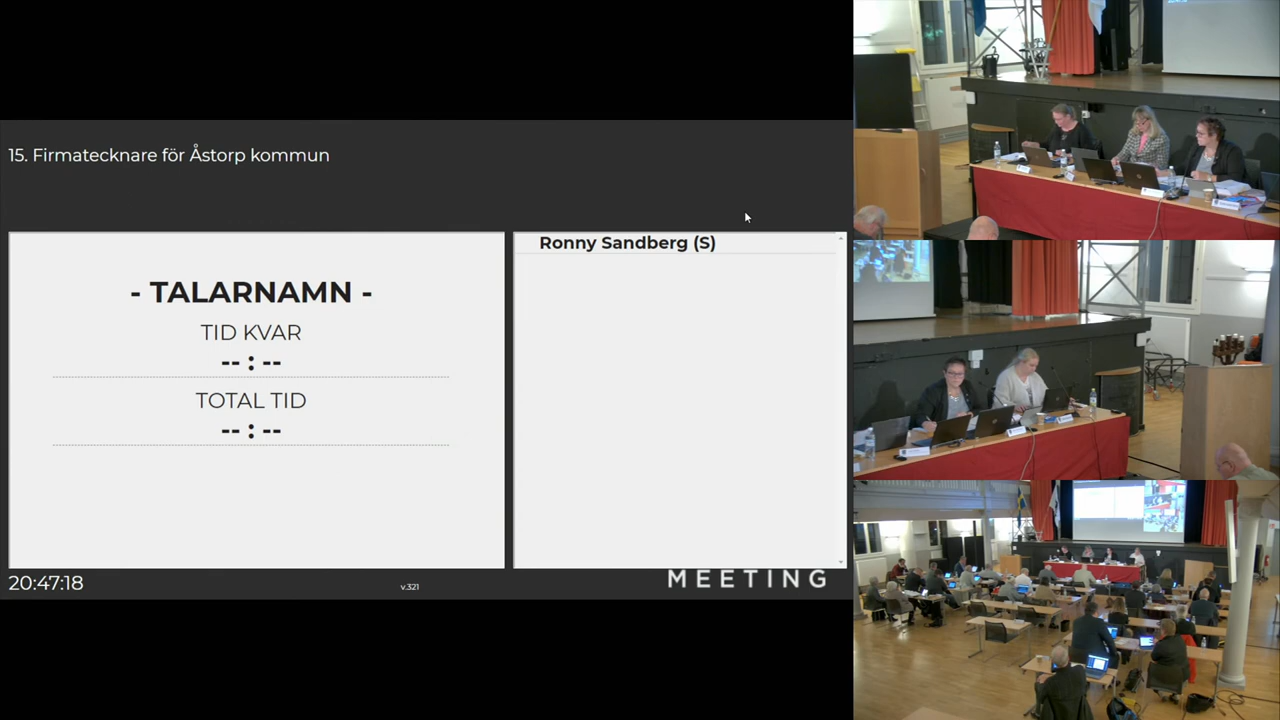 15. Firmatecknare för Åstorp kommun
- TALARNAMN -
TID KVAR
-- : --
TOTAL TID
-- : --
Ronny Sandberg (S)
20:47:18
v.321
MEETING